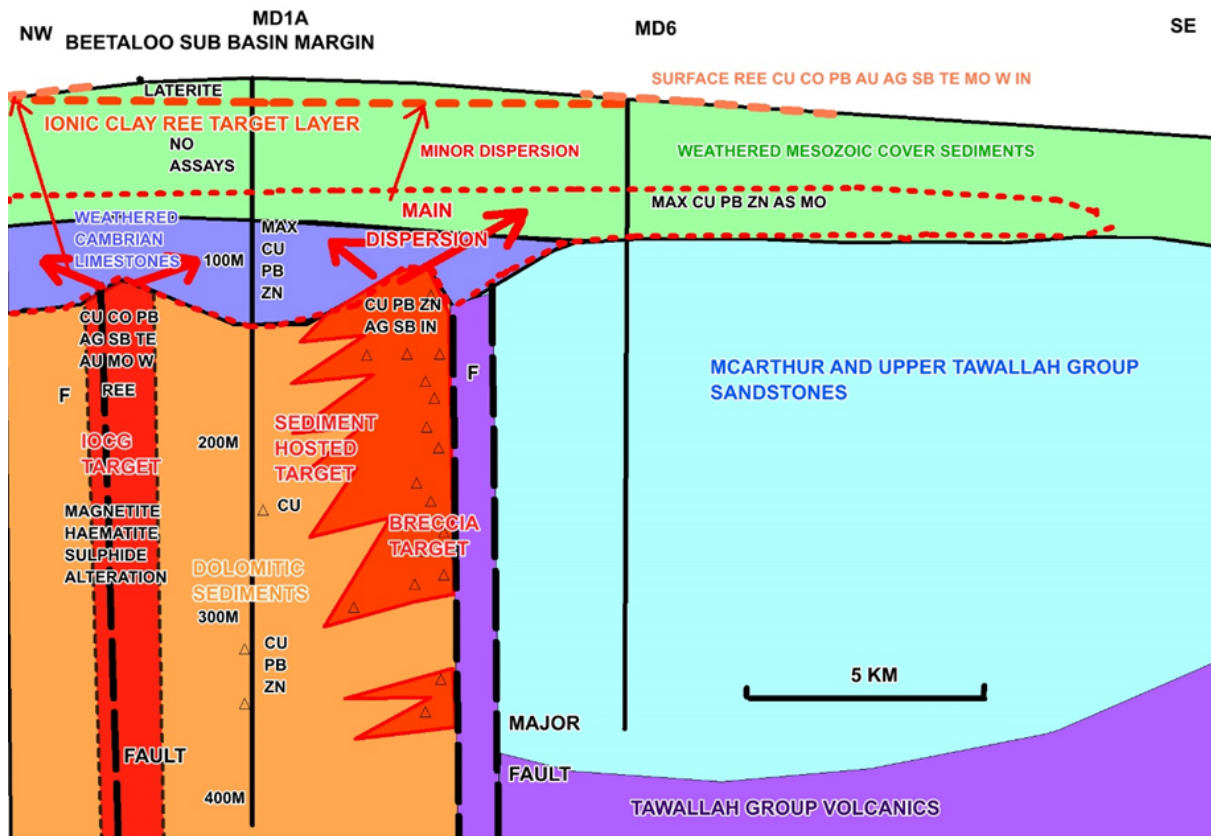 NW
MD1A
BEETALOO SUB BASIN MARGIN
MD6
SE
LATERITE
SURFACE REE CU CO PB AU AG SB TE MO W IN
IONIC CLAY REE TARGET LAYER
NO
ASSAYS
MINOR DISPERSION
WEATHERED MESOZOIC COVER SEDIMENTS
MAX CU PB ZN AS MO
WEATHERED
CAMBRIAN
LIMESTONES
100M
MAX
CU
PB
ZN
MAIN
DISPERSION
CU CO PB
AG SB TE
AU MO W
REE
CU PB ZN
AG SB IN
F
F
MCARTHUR AND UPPER TAWALLAH GROUP
SANDSTONES
IOCG
TARGET
200M
SEDIMENT
HOSTED
TARGET
MAGNETITE
HAEMATITE
SULPHIDE
ALTERATION
CU
BRECCIA
TARGET
DOLOMITIC
SEDIMENTS
300M
CU
PB
ZN
5 KM
FAULT
MAJOR
FAULT
400M
TAWALLAH GROUP VOLCANICS